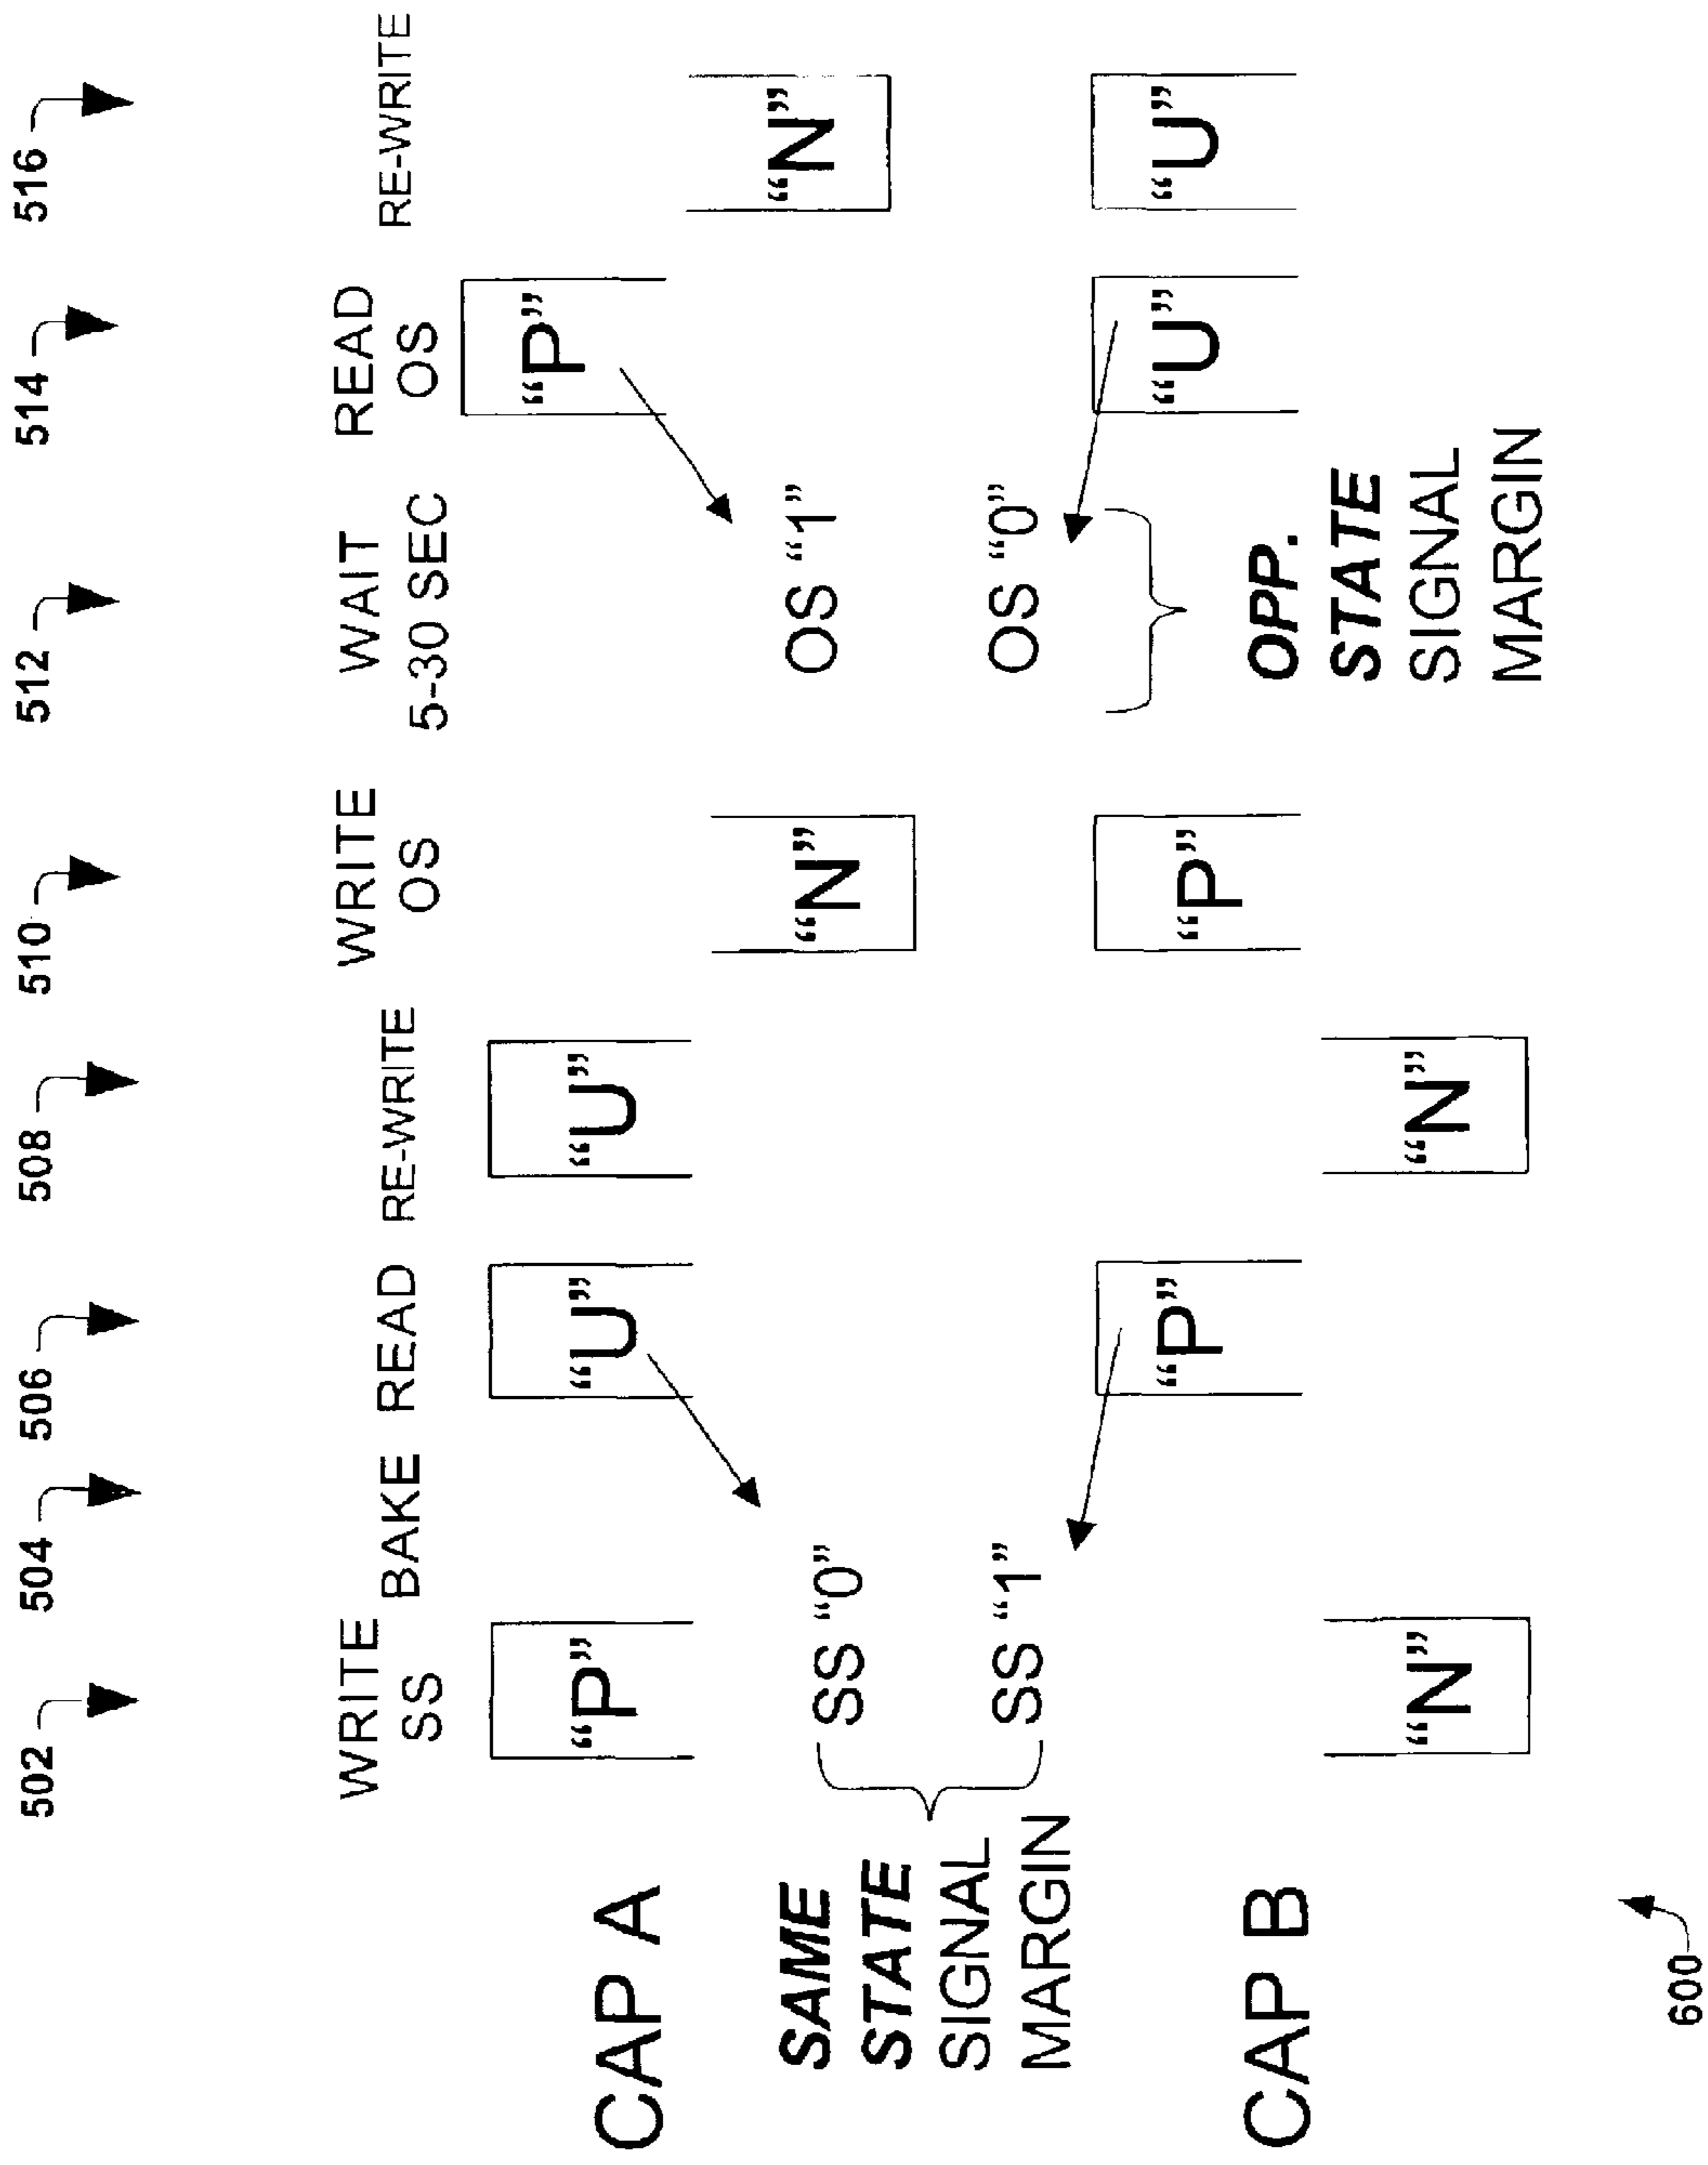 502 504 506 508 510 512 514 516
WRITE SS BAKE READ RE-WRITE WRITE OS WAIT 5-30 SEC READ OS RE-WRITE
CAP A “P” “U” “U” “N” “P” “N”
SAME
STATE
SIGNAL
MARGIN
SS “0”
SS “1”
OS “1”
OS “0”
CAP B “N” “P” “N” “P” “U” “U”
OPP.
STATE
SIGNAL
MARGIN
600